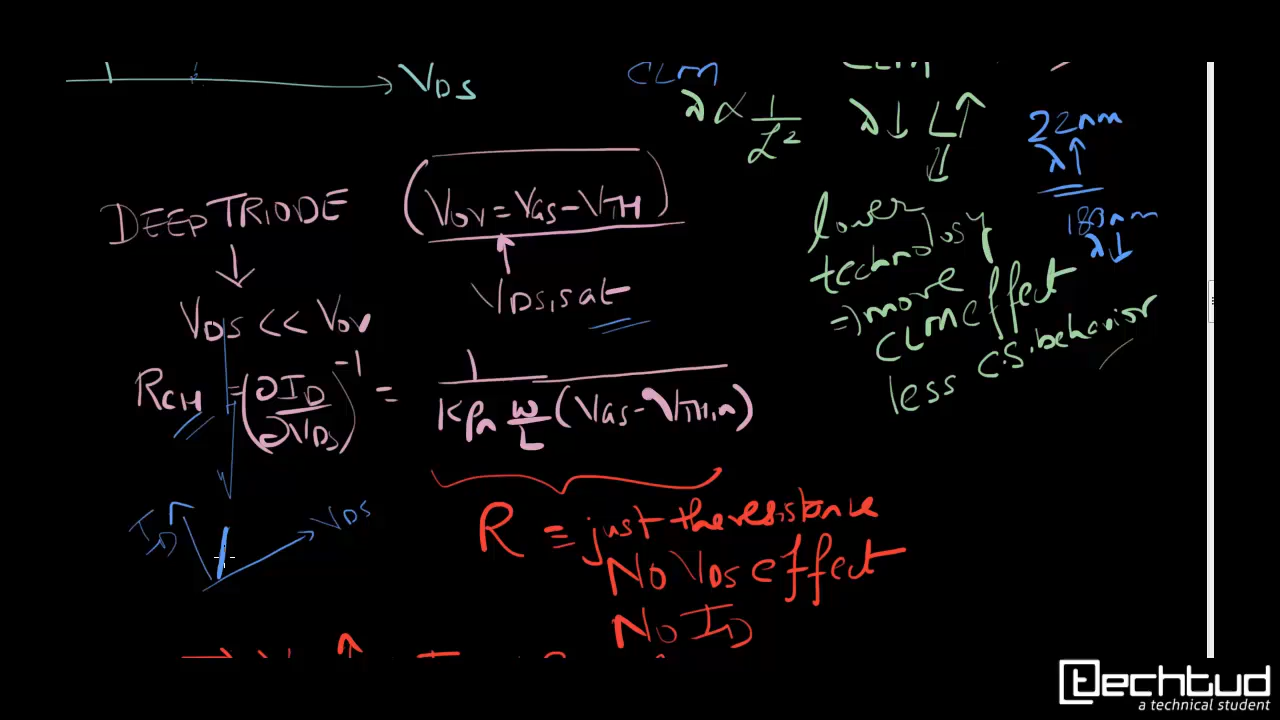 VDS
CLM
λ ∝ 1/L²
λ↓ L↑
22nm
λ↑
183nm
λ↓
lower
technology
⇒ more
CLM effect
less C.S. behavior
DEEP TRIODE
(VOV = VGS − VTH)
VDS,sat
VDS << VOV
RCH = (∂ID/∂VDS)⁻¹ = 1/(KPn W/L (VGS − VTH,n))
ID
VDS
R = just the resistance
NO VDS effect
NO ID
techtud
a technical student